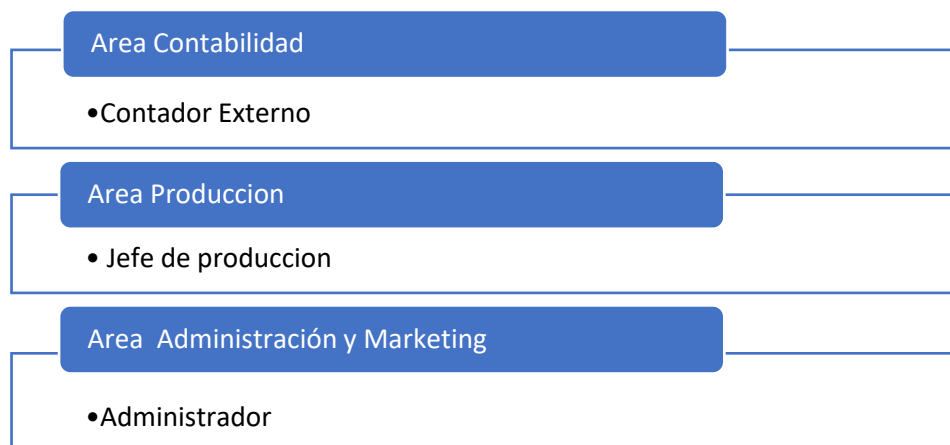 Area Contabilidad
•Contador Externo
Area Produccion
• Jefe de produccion
Area  Administración y Marketing
•Administrador